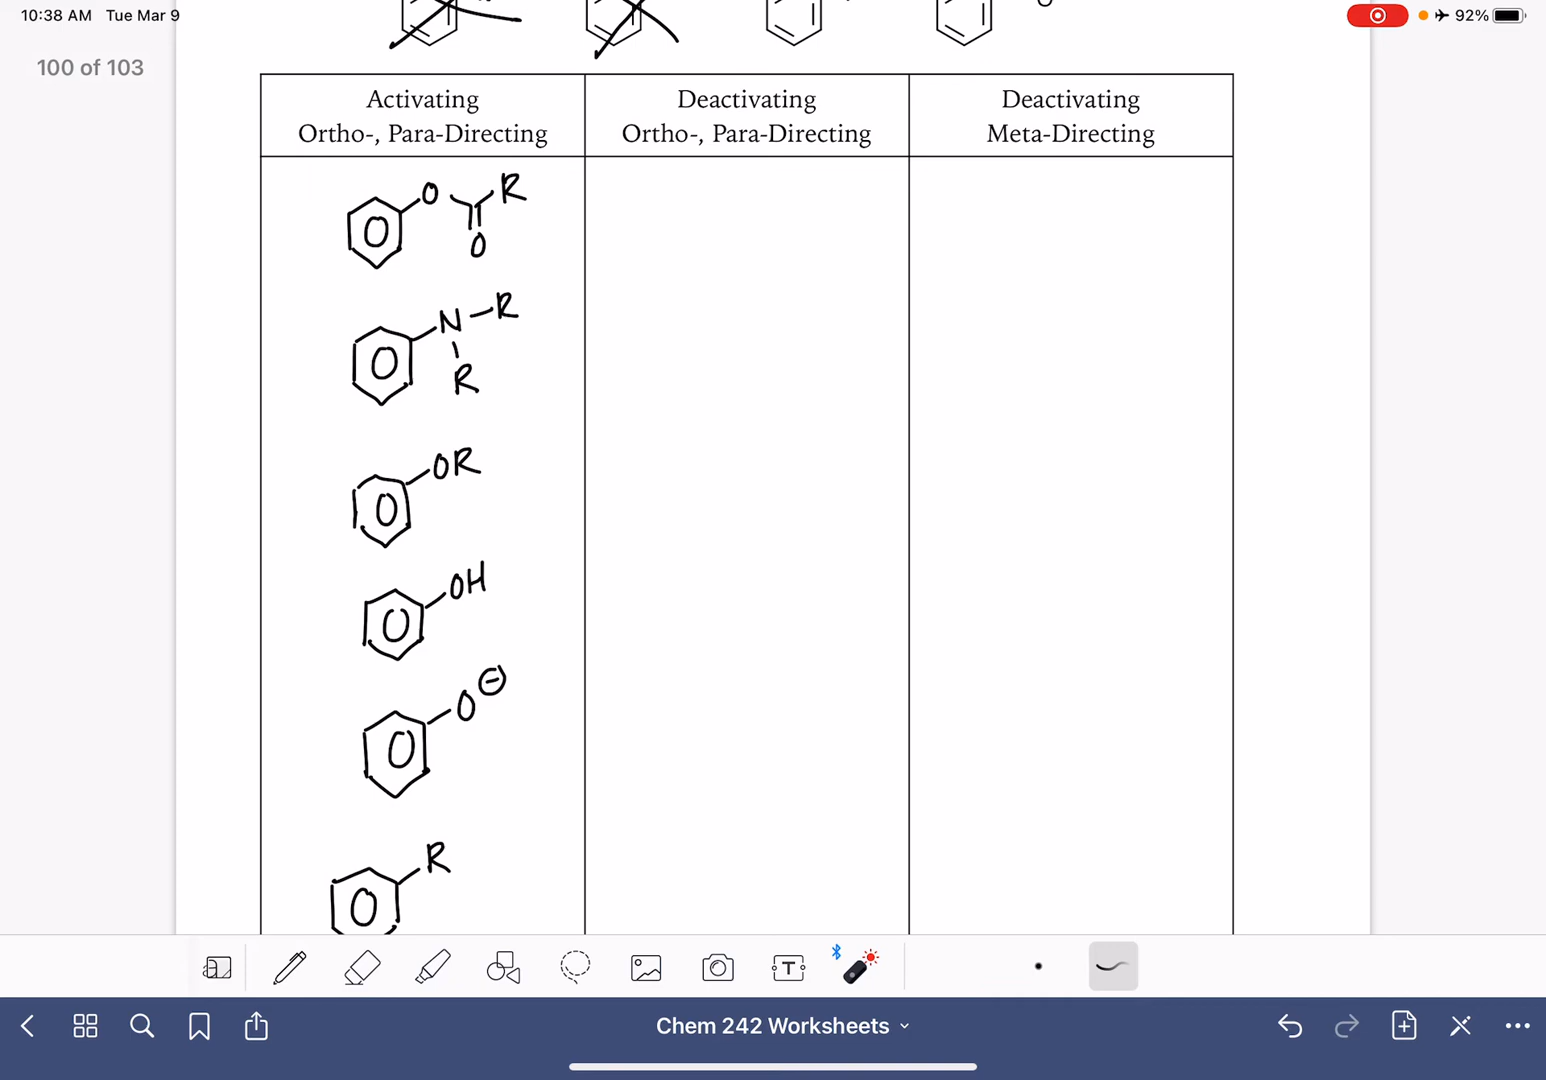 10:38 AM Tue Mar 9
92%
100 of 103
Activating
Ortho-, Para-Directing
Deactivating
Ortho-, Para-Directing
Deactivating
Meta-Directing
O R
O
O
N R
O
R
OR
O
OH
O
O⊖
O
R
O
a
T
Chem 242 Worksheets